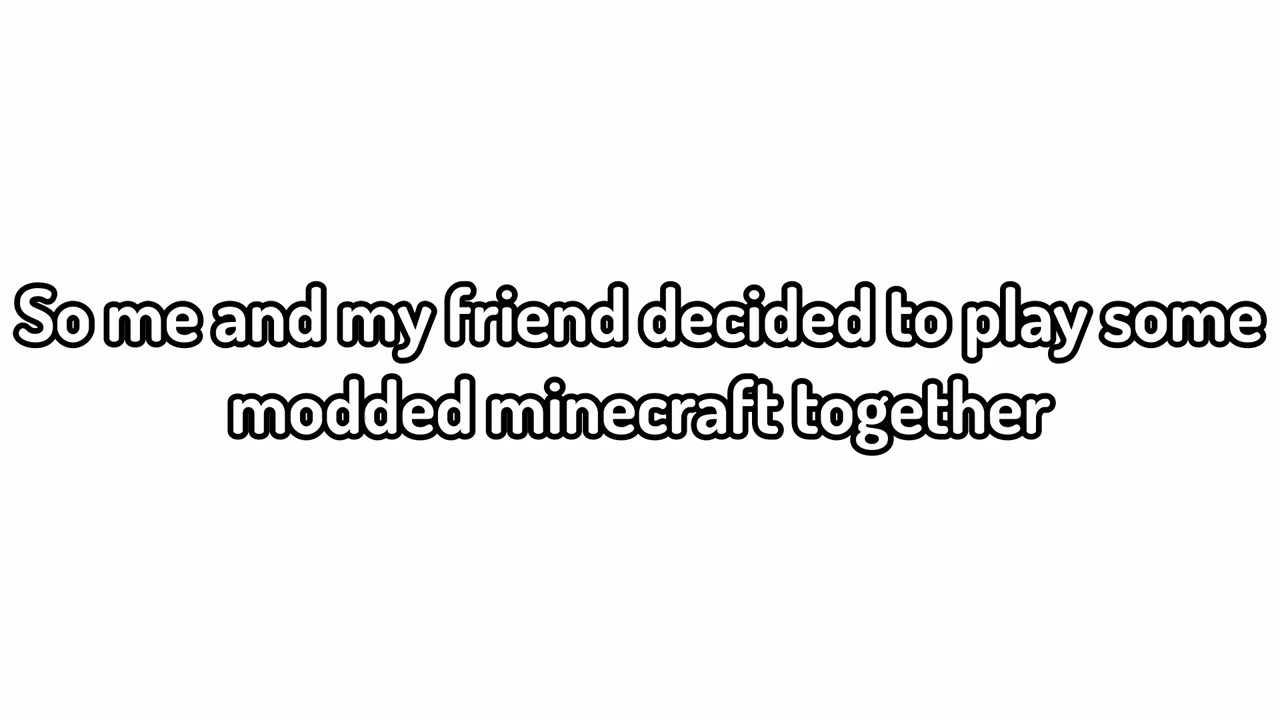 So me and my friend decided to play some
modded minecraft together